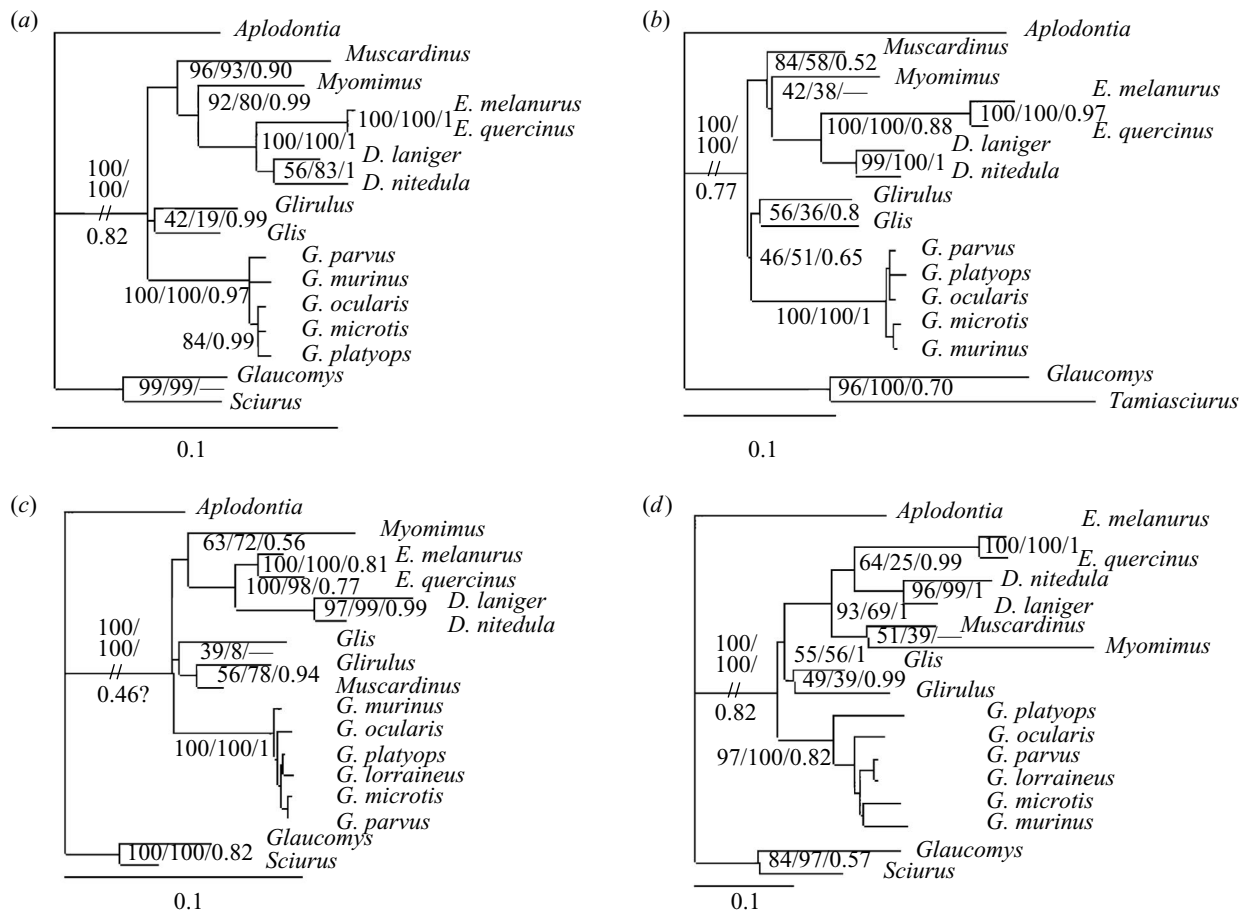 (a)
Aplodontia
Muscardinus
96/93/0.90
Myomimus
92/80/0.99
E. melanurus
100/100/1
E. quercinus
100/100/1
D. laniger
56/83/1
D. nitedula
100/
100/
0.82
Glirulus
42/19/0.99
Glis
G. parvus
G. murinus
100/100/0.97
G. ocularis
G. microtis
84/0.99
G. platyops
Glaucomys
99/99/—
Sciurus
0.1
(b)
Aplodontia
Muscardinus
84/58/0.52
Myomimus
42/38/—
E. melanurus
100/100/0.97
E. quercinus
100/100/0.88
D. laniger
99/100/1
D. nitedula
100/
100/
0.77
Glirulus
56/36/0.8
Glis
46/51/0.65
G. parvus
G. platyops
G. ocularis
100/100/1
G. microtis
G. murinus
Glaucomys
96/100/0.70
Tamiasciurus
0.1
(c)
Aplodontia
Myomimus
63/72/0.56
E. melanurus
100/100/0.81
E. quercinus
100/98/0.77
D. laniger
97/99/0.99
D. nitedula
100/
100/
0.46?
Glis
39/8/—
Glirulus
56/78/0.94
Muscardinus
G. murinus
G. ocularis
100/100/1
G. platyops
G. lorraineus
G. microtis
G. parvus
Glaucomys
100/100/0.82
Sciurus
0.1
(d)
Aplodontia
E. melanurus
100/100/1
E. quercinus
64/25/0.99
D. nitedula
96/99/1
D. laniger
93/69/1
Muscardinus
51/39/—
Myomimus
Glis
55/56/1
49/39/0.99
Glirulus
100/
100/
0.82
G. platyops
G. ocularis
97/100/0.82
G. parvus
G. lorraineus
G. microtis
G. murinus
Glaucomys
84/97/0.57
Sciurus
0.1